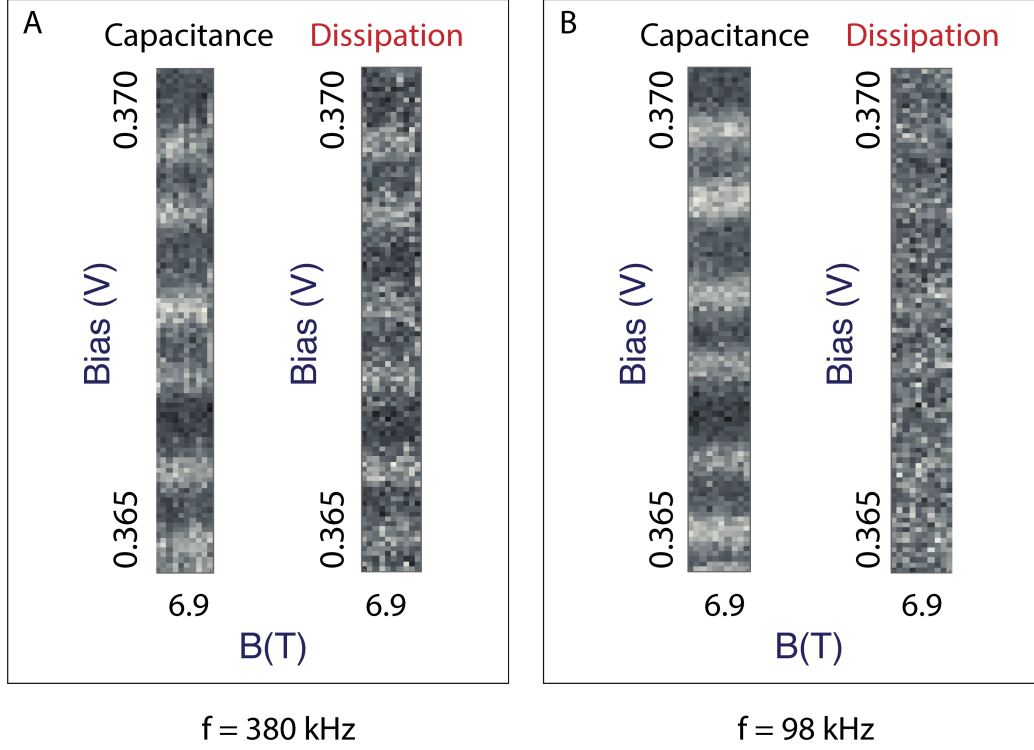 A
Capacitance Dissipation
0.370 0.370
Bias (V) Bias (V)
0.365 0.365
6.9 6.9
B(T)
f = 380 kHz
B
Capacitance Dissipation
0.370 0.370
Bias (V) Bias (V)
0.365 0.365
6.9 6.9
B(T)
f = 98 kHz